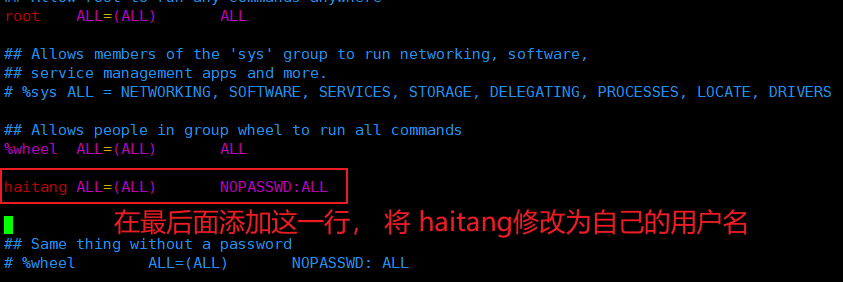 ## Allow root to run any commands anywhere
root    ALL=(ALL)       ALL
## Allows members of the 'sys' group to run networking, software,
## service management apps and more.
# %sys ALL = NETWORKING, SOFTWARE, SERVICES, STORAGE, DELEGATING, PROCESSES, LOCATE, DRIVERS
## Allows people in group wheel to run all commands
%wheel  ALL=(ALL)       ALL
haitang ALL=(ALL)       NOPASSWD:ALL
在最后面添加这一行， 将 haitang修改为自己的用户名
## Same thing without a password
# %wheel        ALL=(ALL)       NOPASSWD: ALL